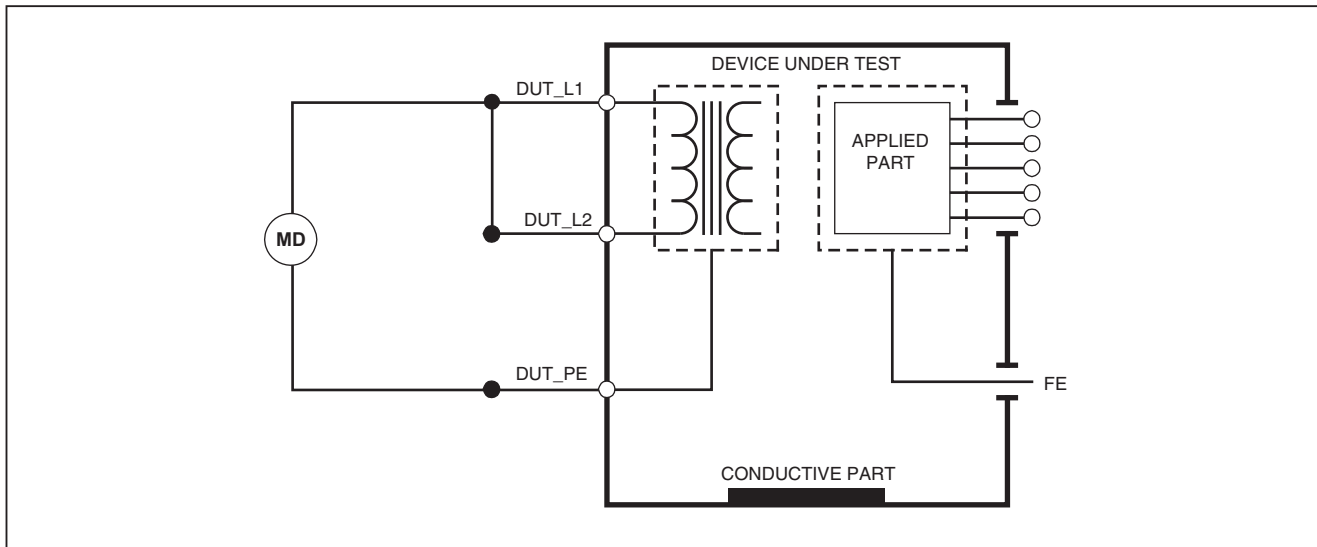 DEVICE UNDER TEST
DUT_L1
APPLIED
PART
DUT_L2
MD
DUT_PE
FE
CONDUCTIVE PART